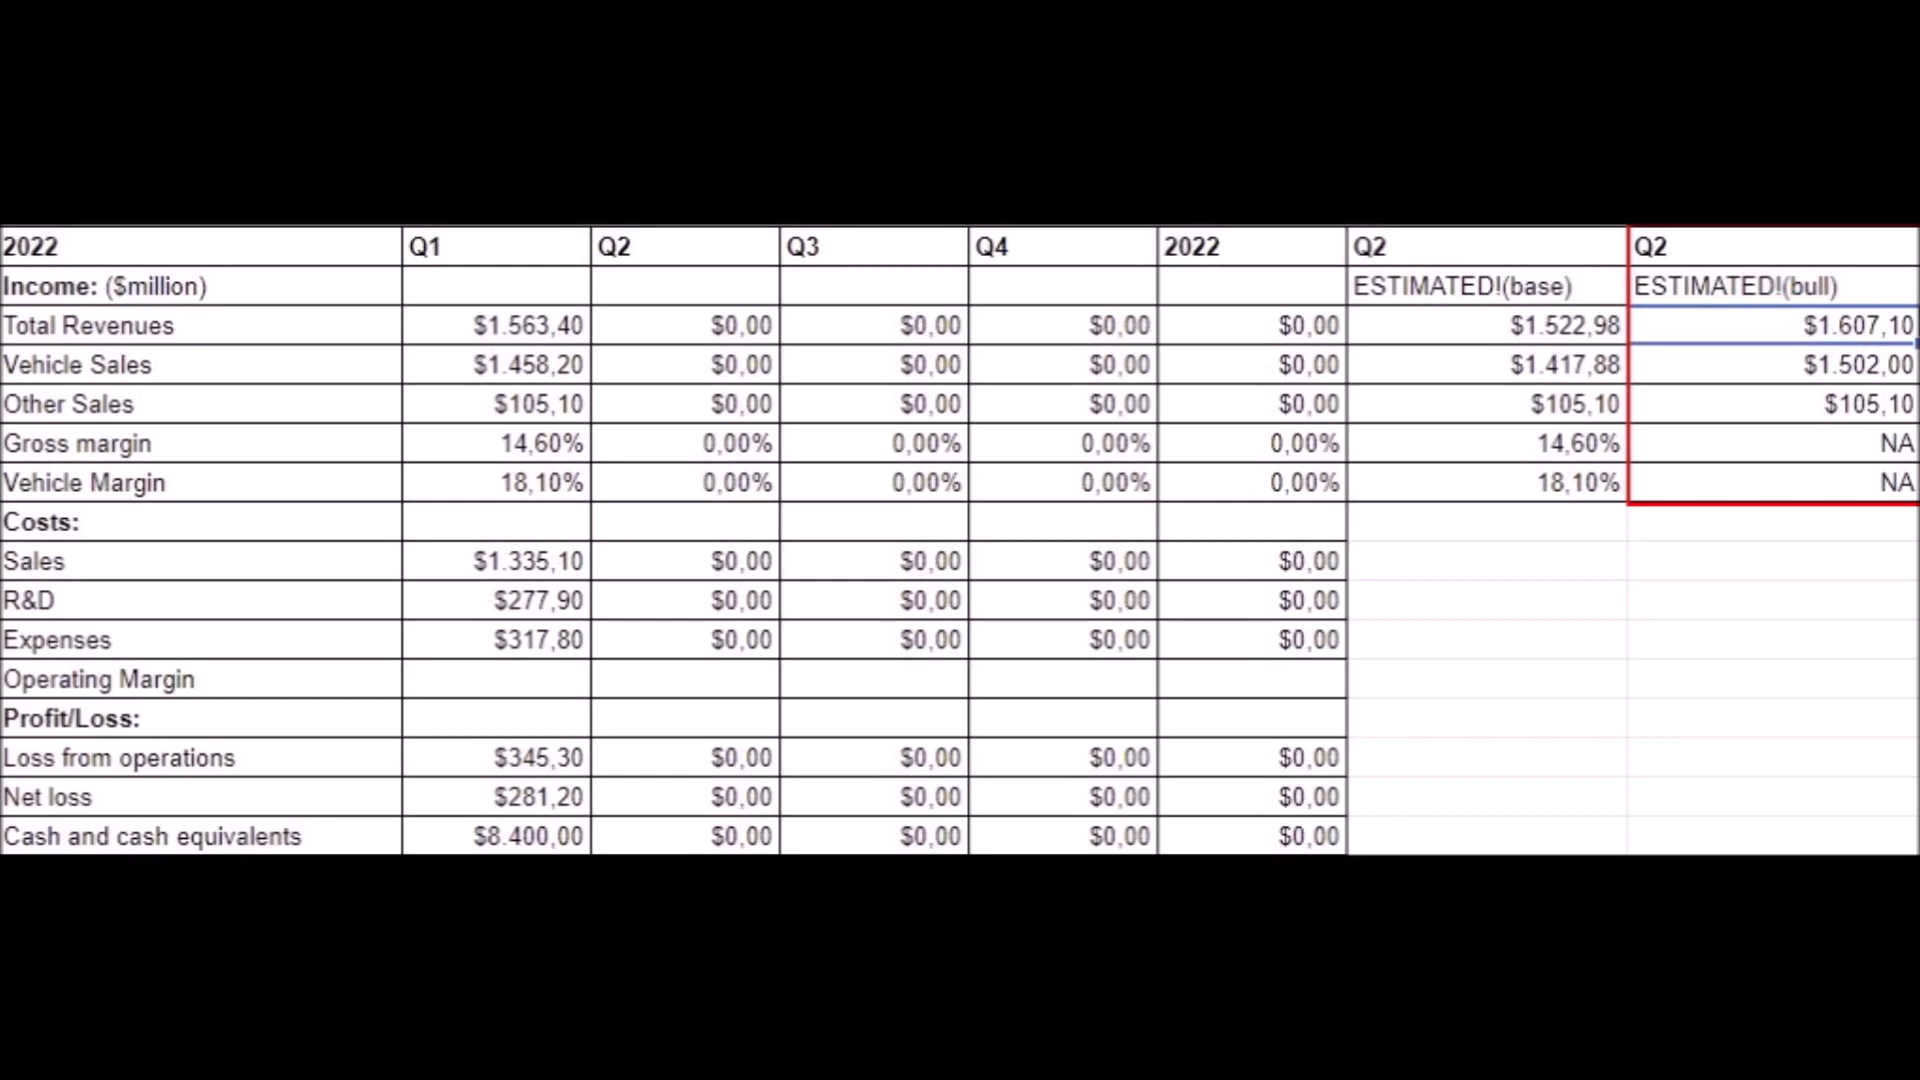 2022 Q1 Q2 Q3 Q4 2022 Q2 Q2
Income: ($million) ESTIMATED!(base) ESTIMATED!(bull)
Total Revenues $1.563,40 $0,00 $0,00 $0,00 $0,00 $1.522,98 $1.607,10
Vehicle Sales $1.458,20 $0,00 $0,00 $0,00 $0,00 $1.417,88 $1.502,00
Other Sales $105,10 $0,00 $0,00 $0,00 $0,00 $105,10 $105,10
Gross margin 14,60% 0,00% 0,00% 0,00% 0,00% 14,60% NA
Vehicle Margin 18,10% 0,00% 0,00% 0,00% 0,00% 18,10% NA
Costs:
Sales $1.335,10 $0,00 $0,00 $0,00 $0,00
R&D $277,90 $0,00 $0,00 $0,00 $0,00
Expenses $317,80 $0,00 $0,00 $0,00 $0,00
Operating Margin
Profit/Loss:
Loss from operations $345,30 $0,00 $0,00 $0,00 $0,00
Net loss $281,20 $0,00 $0,00 $0,00 $0,00
Cash and cash equivalents $8.400,00 $0,00 $0,00 $0,00 $0,00